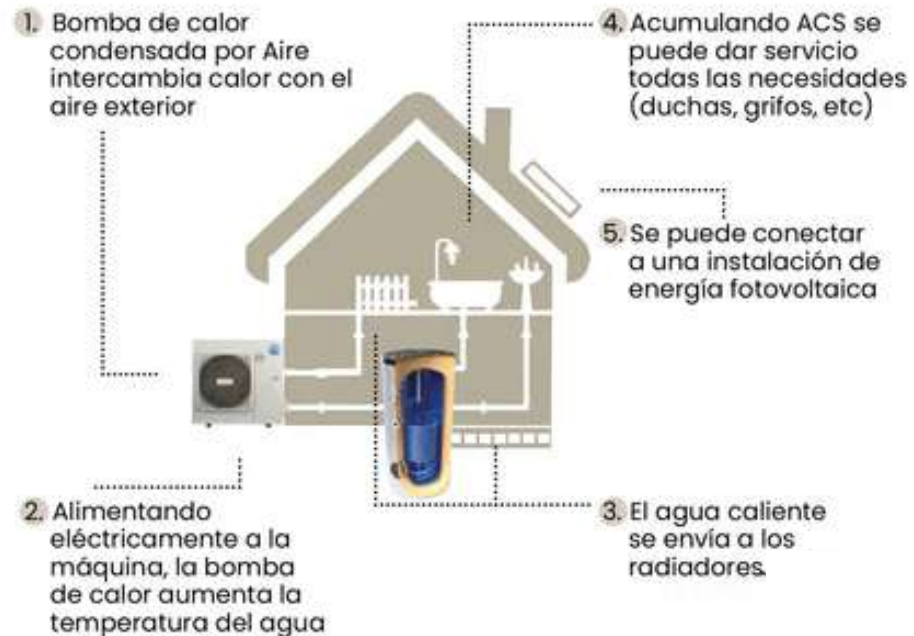 1. Bomba de calor
condensada por Aire
intercambia calor con el
aire exterior
4. Acumulando ACS se
puede dar servicio
todas las necesidades
(duchas, grifos, etc)
5. Se puede conectar
a una instalación de
energía fotovoltaica
2. Alimentando
eléctricamente a la
máquina, la bomba
de calor aumenta la
temperatura del agua
3. El agua caliente
se envía a los
radiadores.